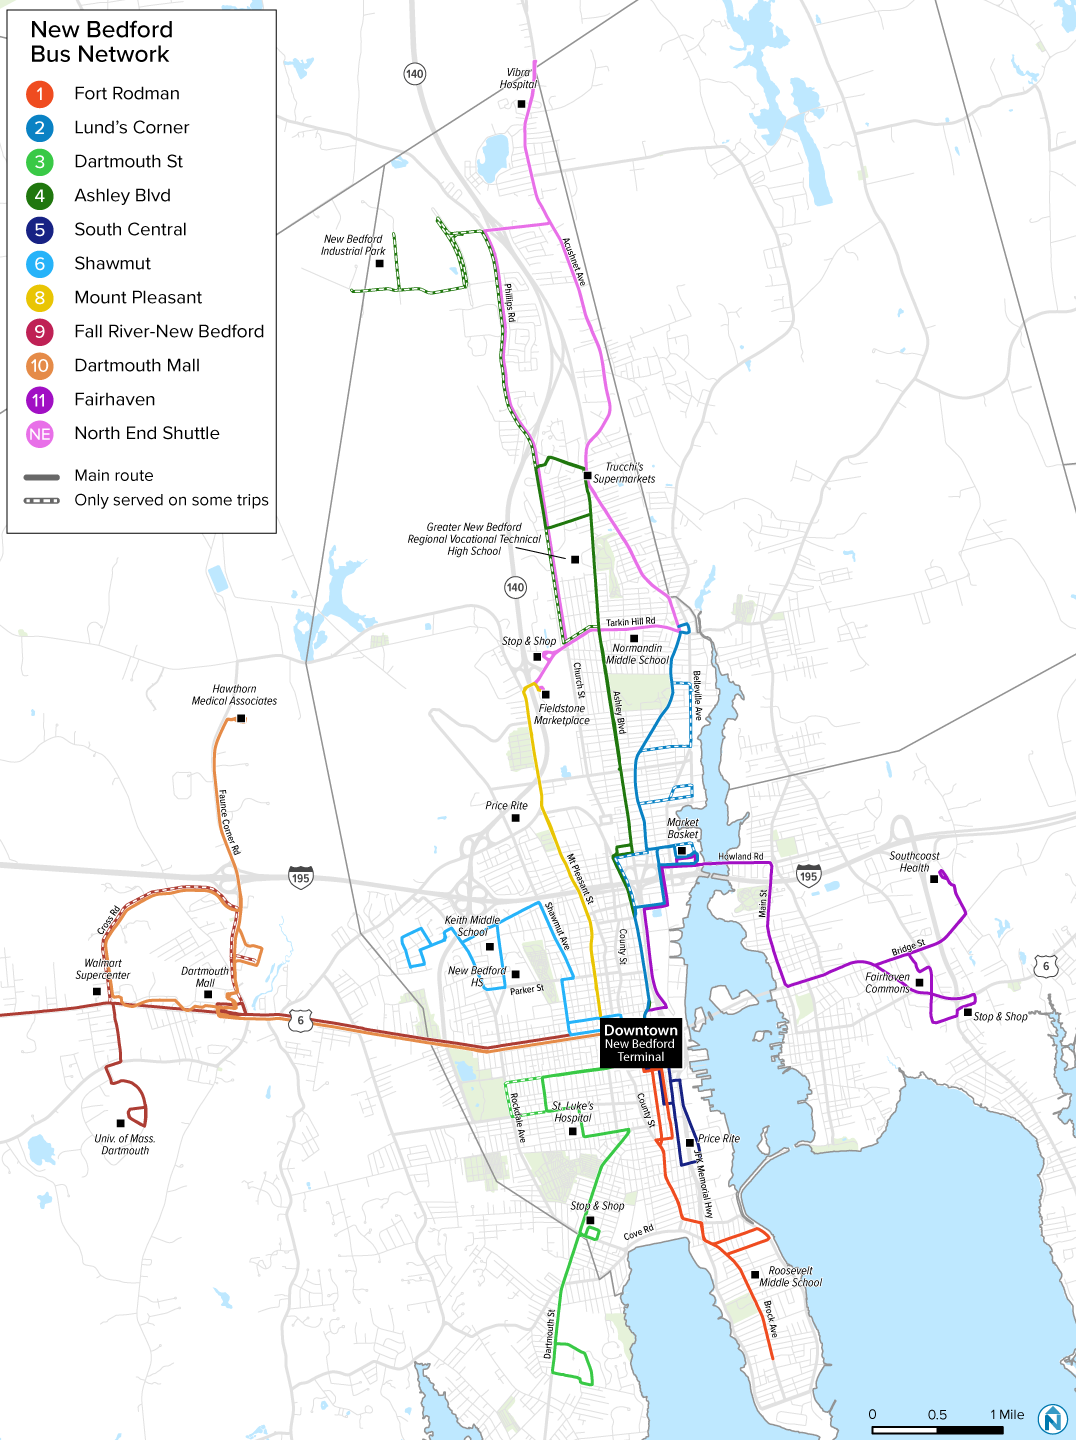 New Bedford
Bus Network
1 Fort Rodman
2 Lund's Corner
3 Dartmouth St
4 Ashley Blvd
5 South Central
6 Shawmut
8 Mount Pleasant
9 Fall River-New Bedford
10 Dartmouth Mall
11 Fairhaven
NE North End Shuttle
Main route
Only served on some trips
140
Vibra
Hospital
New Bedford
Industrial Park
Acushnet Ave
Phillips Rd
Trucchi's
Supermarkets
Greater New Bedford
Regional Vocational Technical
High School
140
Tarkin Hill Rd
Stop & Shop
Normandin
Middle School
Church St
Belleville Ave
Hawthorn
Medical Associates
Ashley Blvd
Fieldstone
Marketplace
Faunce Corner Rd
Price Rite
Market
Basket
Howland Rd
Mt Pleasant St
195
195
Southcoast
Health
Main St
Cross Rd
Shawmut Ave
Keith Middle
School
County St
Bridge St
6
Walmart
Supercenter
Dartmouth
Mall
New Bedford
HS
Parker St
Fairhaven
Commons
Stop & Shop
6
Downtown
New Bedford
Terminal
Rockdale Ave
St. Luke's
Hospital
County St
Univ. of Mass.
Dartmouth
Price Rite
JFK Memorial Hwy
Stop & Shop
Cove Rd
Roosevelt
Middle School
Brock Ave
Dartmouth St
0 0.5 1 Mile
N